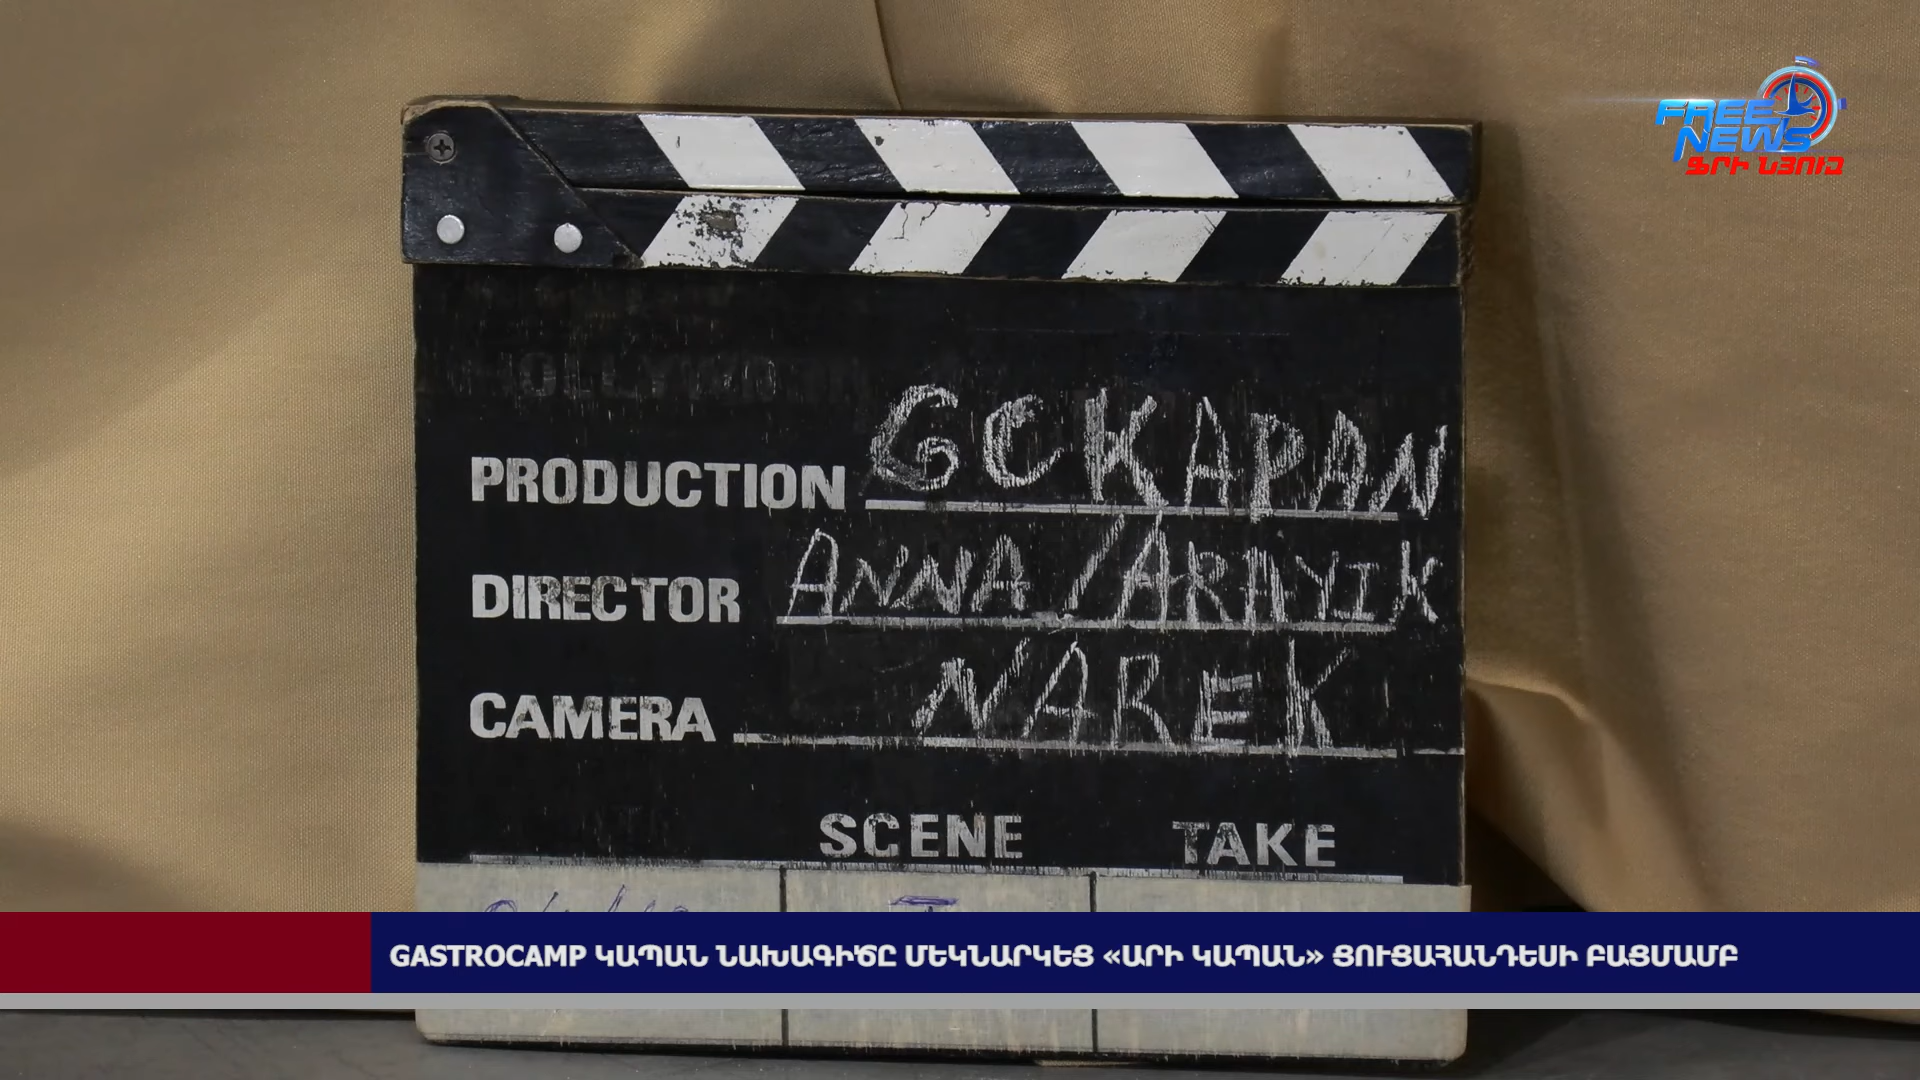 FREE
NEWS
ՖՐԻ ՆՅՈՒԶ
PRODUCTION GCKAPAN
DIRECTOR ANNA/ARAYIK
CAMERA NAREK
SCENE TAKE
GASTROCAMP ԿԱՊԱՆ ՆԱԽԱԳԻԾԸ ՄԵԿՆԱՐԿԵՑ «ԱՐԻ ԿԱՊԱՆ» ՑՈՒՑԱՀԱՆԴԵՍԻ ԲԱՑՄԱՄԲ